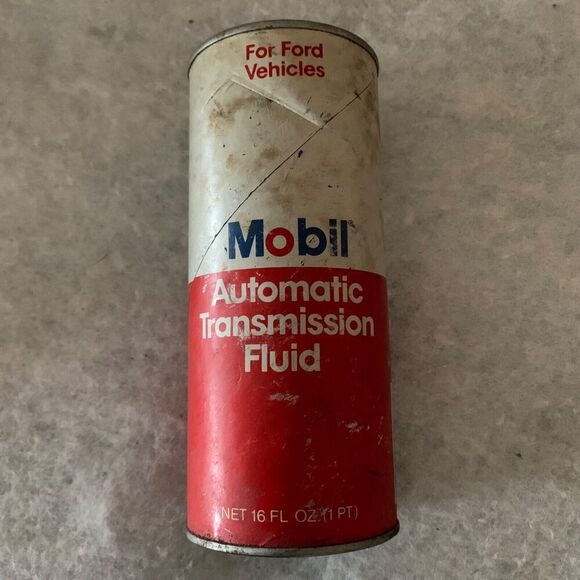 For Ford
Vehicles
Mobil®
Automatic
Transmission
Fluid
NET 16 FL OZ (1 PT)